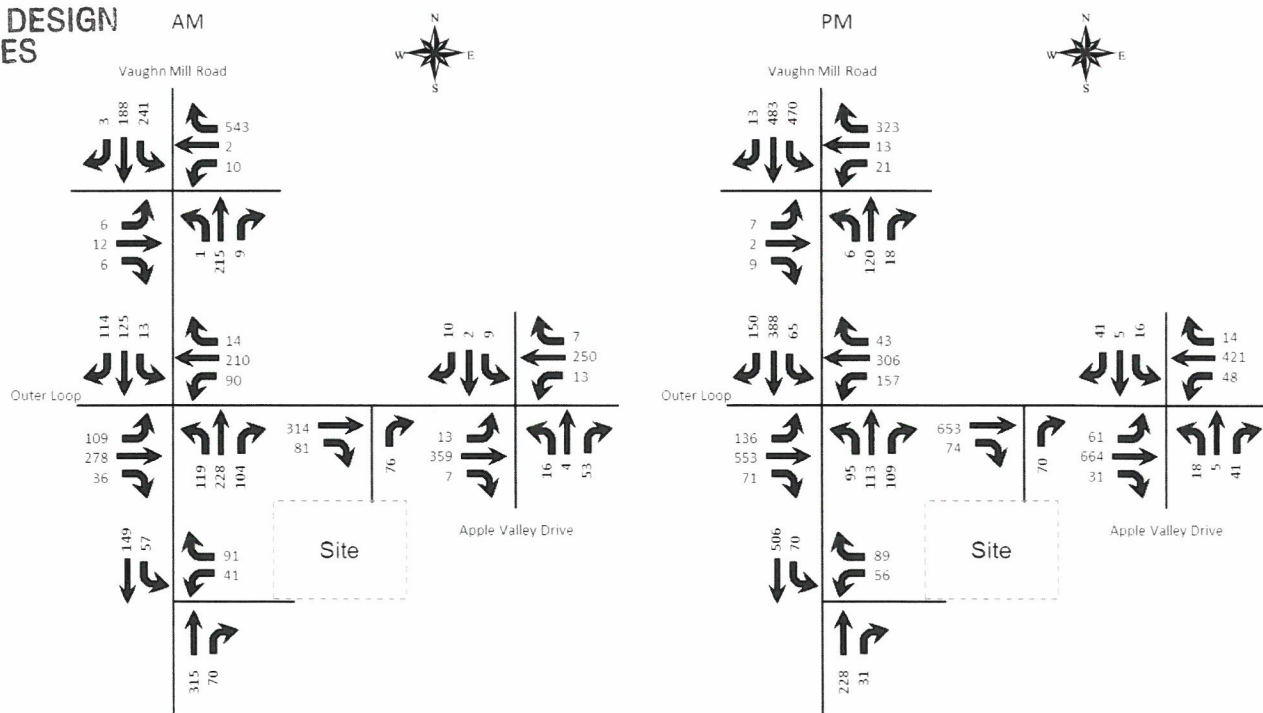 DESIGN
ES
AM
N
W E
S
Vaughn Mill Road
3 188 241
543
2
10
6
12
6
1 215 9
114 125 13
14
210
90
Outer Loop
109
278
36
119 228 104
314
81
76
10 2 9
7
250
13
13
359
7
16 4 53
Apple Valley Drive
149 57
91
41
Site
315 70
PM
N
W E
S
Vaughn Mill Road
13 483 470
323
13
21
7
2
9
6 120 18
150 388 65
43
306
157
Outer Loop
136
553
71
95 113 109
653
74
70
41 5 16
14
421
48
61
664
31
18 5 41
Apple Valley Drive
506 70
89
56
Site
228 31